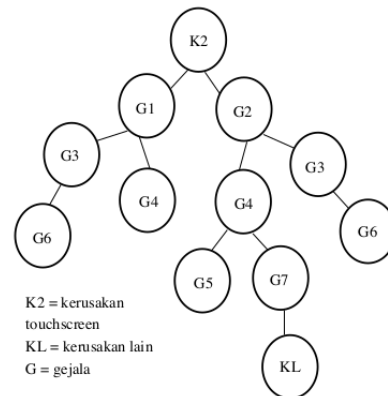 K2
G1
G2
G3
G3
G4
G4
G6
G6
G5
G7
KL
K2 = kerusakan
touchscreen
KL = kerusakan lain
G = gejala